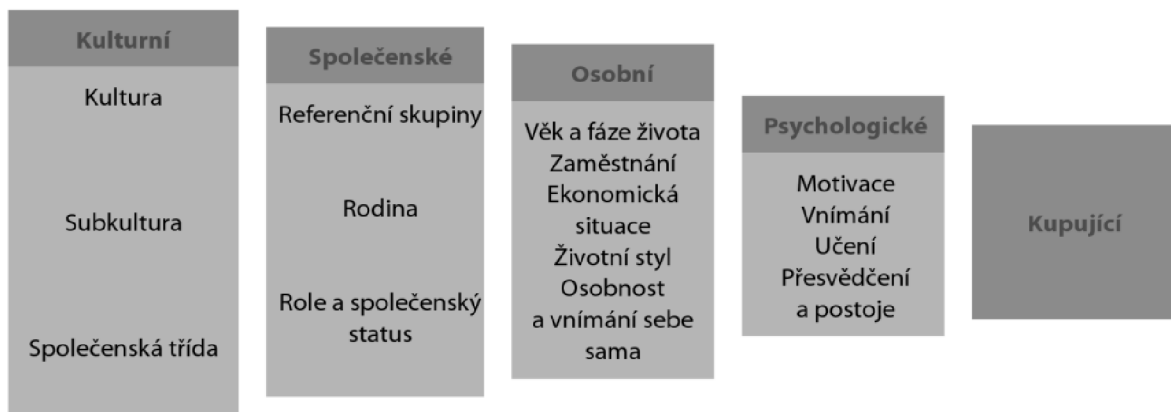 Kulturní
Kultura
Subkultura
Společenská třída
Společenské
Referenční skupiny
Rodina
Role a společenský
status
Osobní
Věk a fáze života
Zaměstnání
Ekonomická
situace
Životní styl
Osobnost
a vnímání sebe
sama
Psychologické
Motivace
Vnímání
Učení
Přesvědčení
a postoje
Kupující